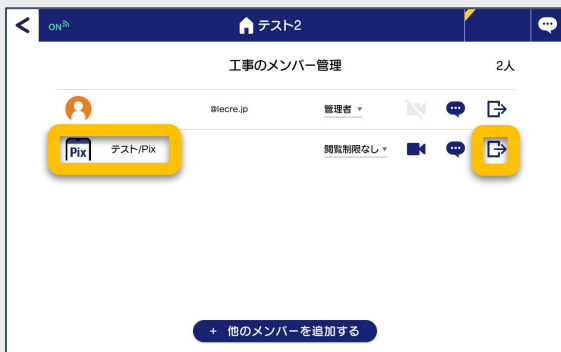 ON
テスト2
工事のメンバー管理 2人
@lecre.jp 管理者
Pix テスト/Pix 閲覧制限なし
+ 他のメンバーを追加する